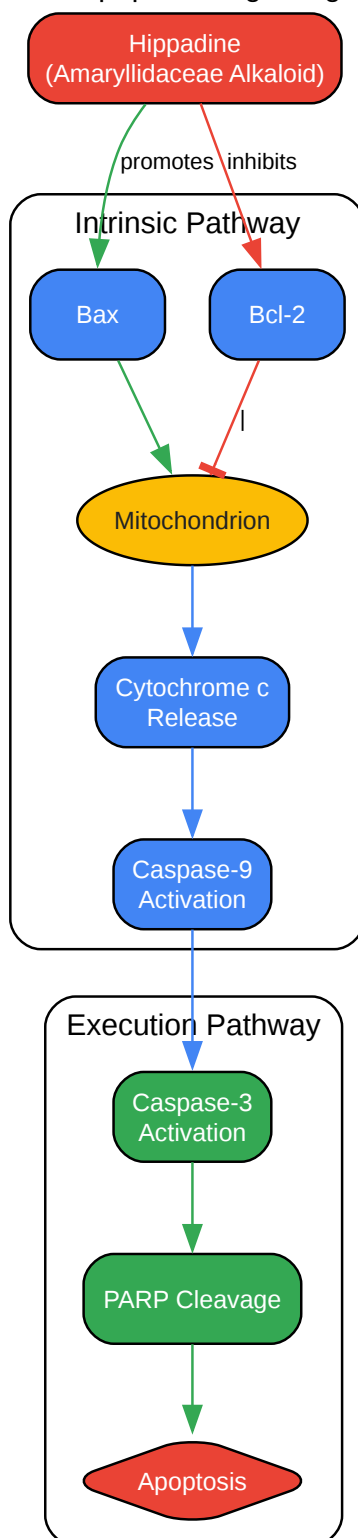 Hippadine
(Amaryllidaceae Alkaloid)
promotes inhibits
Intrinsic Pathway
Bax
Bcl-2
|
Mitochondrion
Cytochrome c
Release
Caspase-9
Activation
Execution Pathway
Caspase-3
Activation
PARP Cleavage
Apoptosis